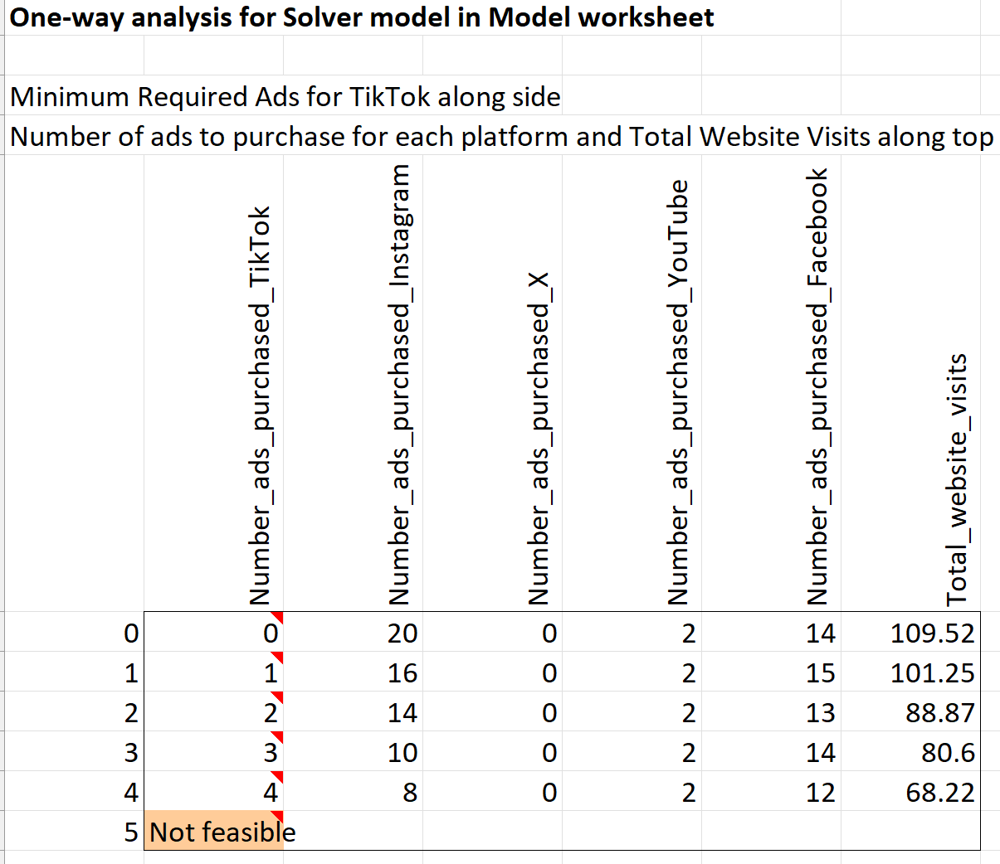 One-way analysis for Solver model in Model worksheet
Minimum Required Ads for TikTok along side
Number of ads to purchase for each platform and Total Website Visits along top
Number_ads_purchased_TikTok Number_ads_purchased_Instagram Number_ads_purchased_X Number_ads_purchased_YouTube Number_ads_purchased_Facebook Total_website_visits
0 0 20 0 2 14 109.52
1 1 16 0 2 15 101.25
2 2 14 0 2 13 88.87
3 3 10 0 2 14 80.6
4 4 8 0 2 12 68.22
5 Not feasible